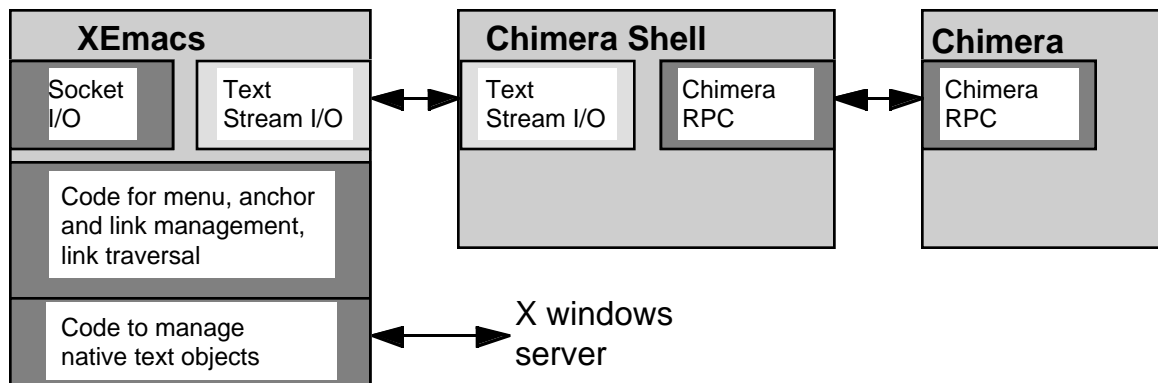 XEmacs
Socket
I/O
Text
Stream I/O
Code for menu, anchor
and link management,
link traversal
Code to manage
native text objects
Chimera Shell
Text
Stream I/O
Chimera
RPC
Chimera
Chimera
RPC
X windows
server